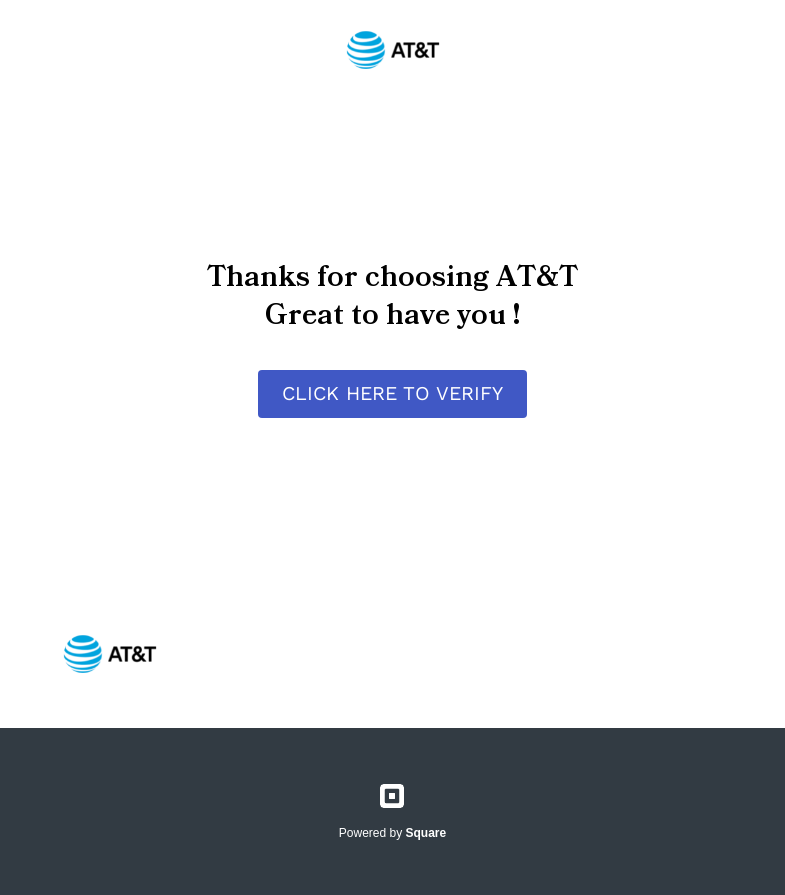 AT&T
Thanks for choosing AT&T
Great to have you !
CLICK HERE TO VERIFY
AT&T
Powered by Square